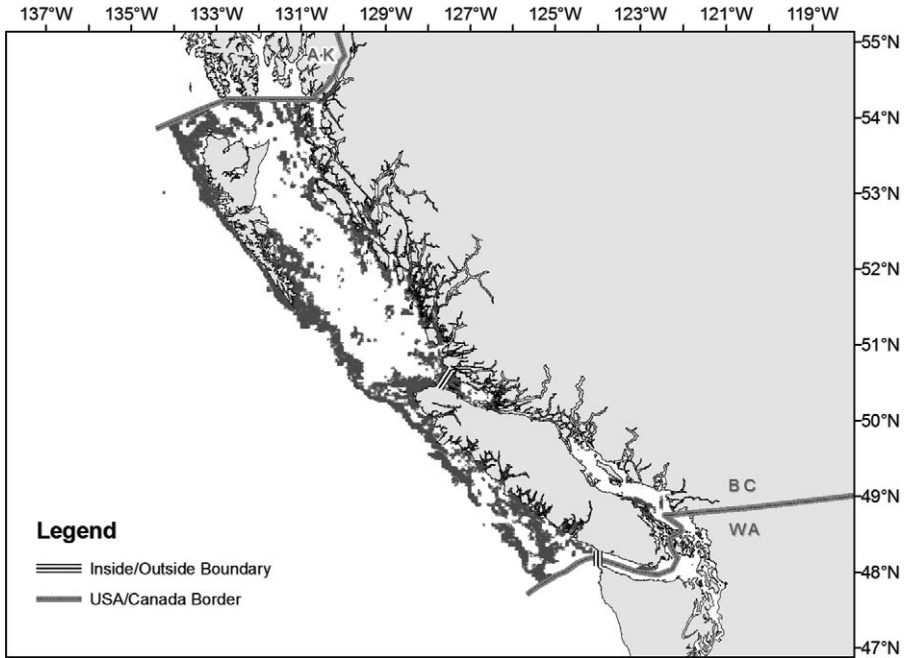 137°W 135°W 133°W 131°W 129°W 127°W 125°W 123°W 121°W 119°W
55°N
AK
54°N
53°N
52°N
51°N
50°N
BC
49°N
WA
Legend
Inside/Outside Boundary
48°N
USA/Canada Border
47°N